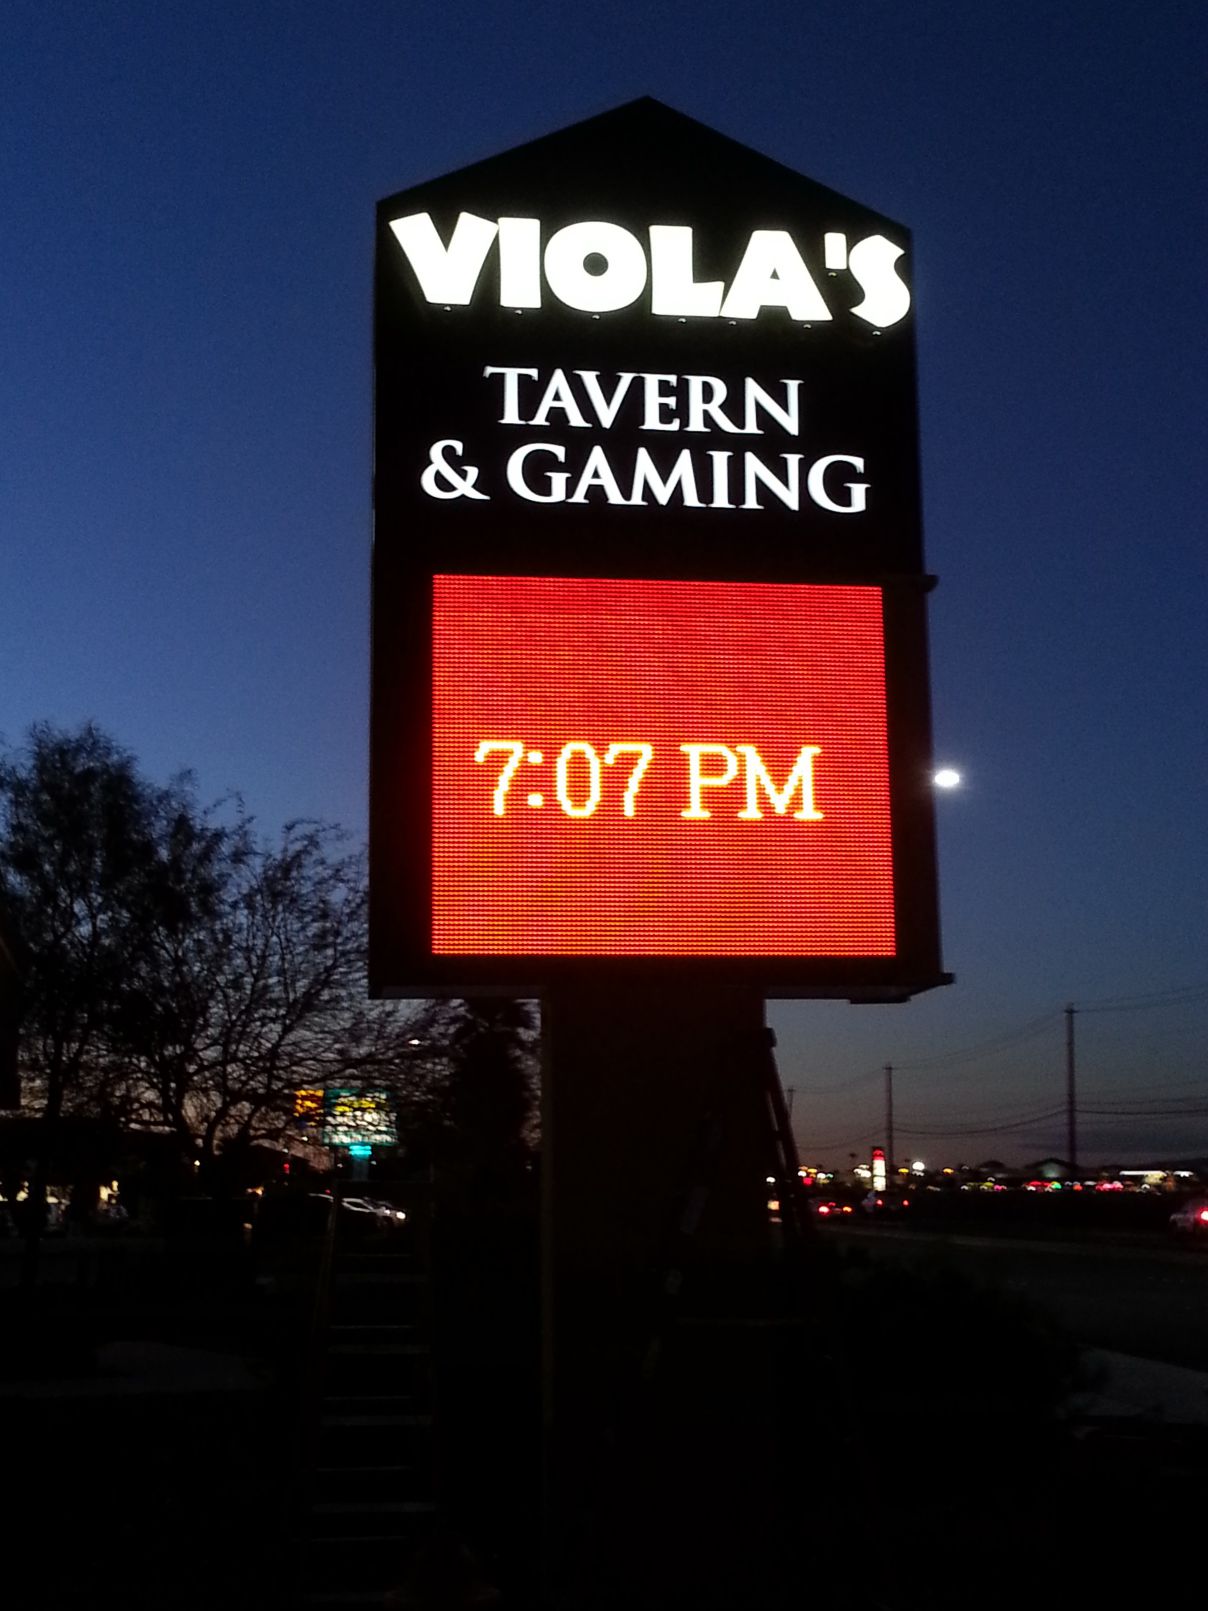 VIOLA'S
TAVERN
& GAMING
7:07 PM